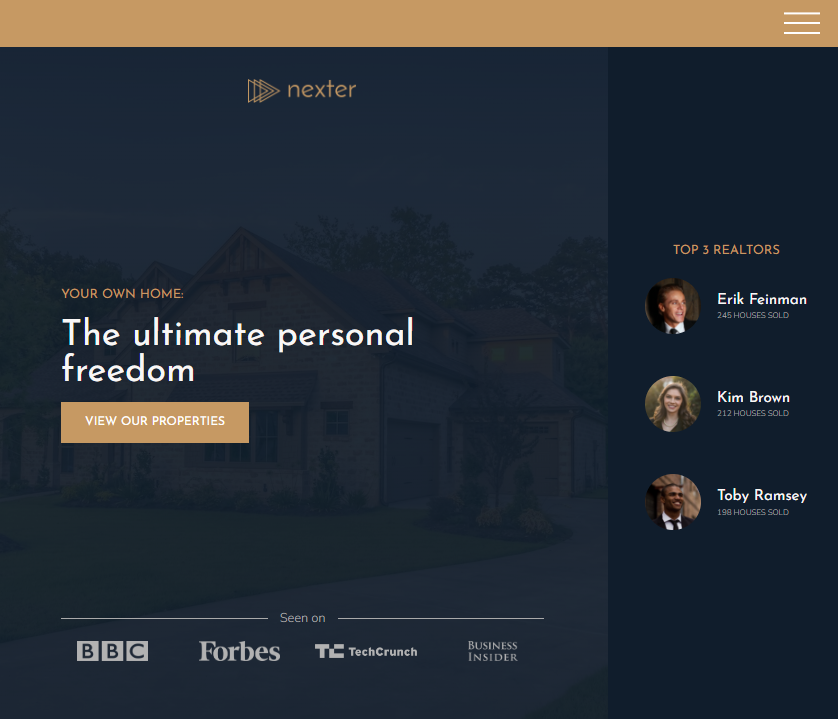 nexter
YOUR OWN HOME:
The ultimate personal
freedom
VIEW OUR PROPERTIES
Seen on
BBC
Forbes
TC TechCrunch
BUSINESS
INSIDER
TOP 3 REALTORS
Erik Feinman
245 HOUSES SOLD
Kim Brown
212 HOUSES SOLD
Toby Ramsey
198 HOUSES SOLD